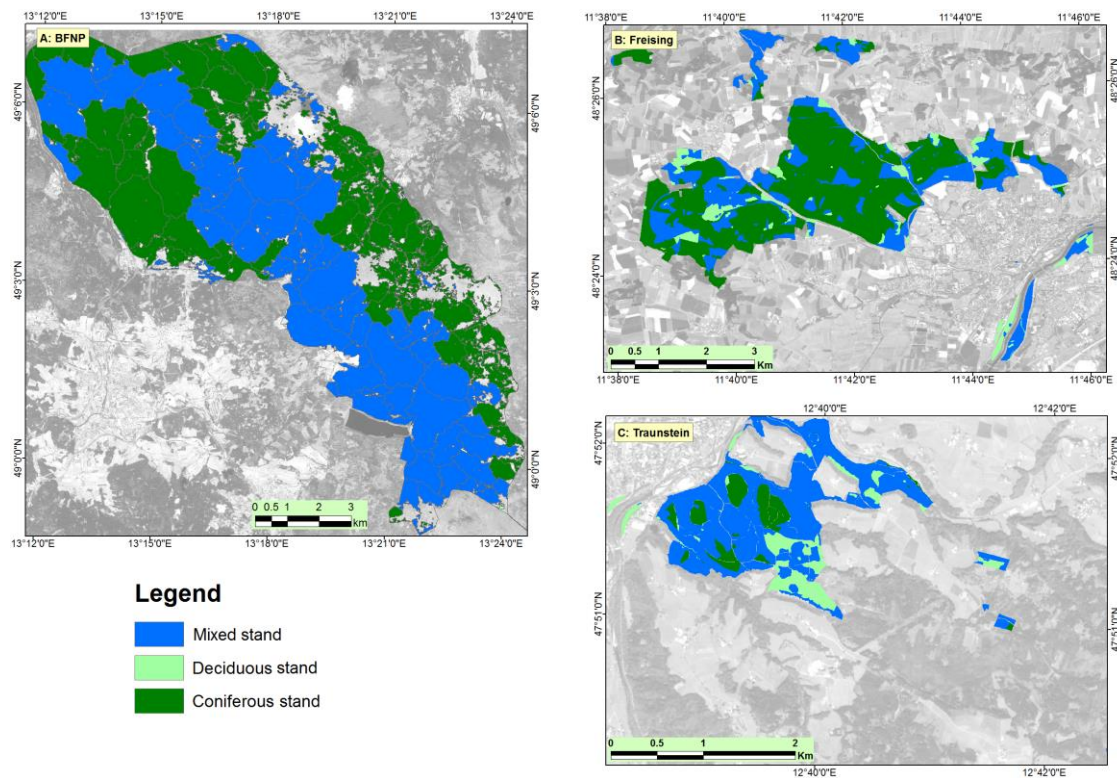 13°12'0"E 13°15'0"E 13°18'0"E 13°21'0"E 13°24'0"E
A: BFNP
49°6'0"N
49°6'0"N
49°3'0"N
49°3'0"N
49°0'0"N
49°0'0"N
0 0.5 1 2 3
Km
13°12'0"E 13°15'0"E 13°18'0"E 13°21'0"E 13°24'0"E
11°38'0"E 11°40'0"E 11°42'0"E 11°44'0"E 11°46'0"E
B: Freising
48°26'0"N
48°26'0"N
48°24'0"N
48°24'0"N
0 0.5 1 2 3
Km
11°38'0"E 11°40'0"E 11°42'0"E 11°44'0"E 11°46'0"E
12°40'0"E 12°42'0"E
C: Traunstein
47°52'0"N
47°52'0"N
47°51'0"N
47°51'0"N
0 0.5 1 2
Km
12°40'0"E 12°42'0"E
Legend
Mixed stand
Deciduous stand
Coniferous stand